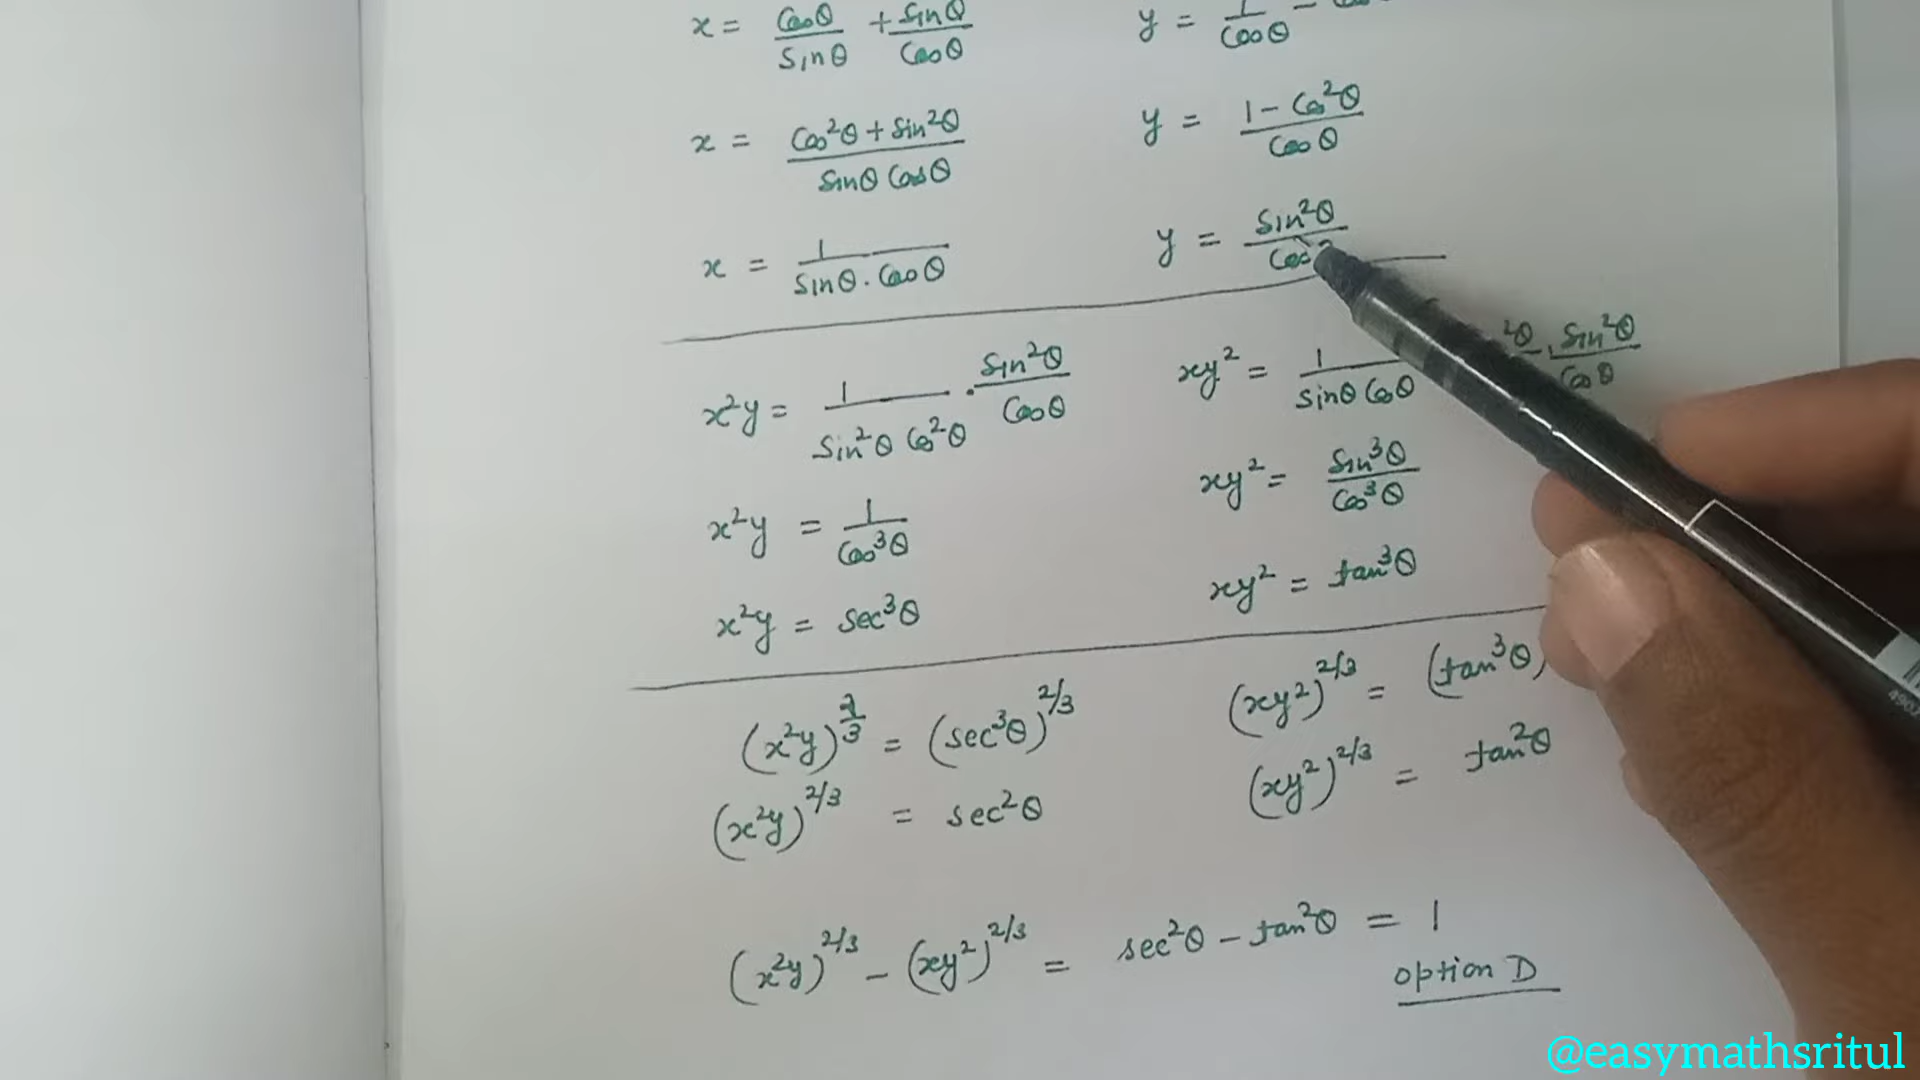 x = Cosθ/Sinθ + Sinθ/Cosθ
y = 1/Cosθ -
x = (Cos²θ + Sin²θ)/(Sinθ Cosθ)
y = (1 - Cos²θ)/Cosθ
x = 1/(Sinθ . Cosθ)
y = Sin²θ/Cos
x²y = 1/(Sin²θ Cos²θ) . Sin²θ/Cosθ
xy² = 1/(Sinθ Cosθ) ²θ . Sin²θ/Cosθ
x²y = 1/Cos³θ
xy² = Sin³θ/Cos³θ
x²y = sec³θ
xy² = tan³θ
(x²y)^2/3 = (sec³θ)^2/3
(xy²)^2/3 = (tan³θ)
(x²y)^2/3 = sec²θ
(xy²)^2/3 = tan²θ
(x²y)^2/3 - (xy²)^2/3 = sec²θ - tan²θ = 1
option D
@easymathsritul